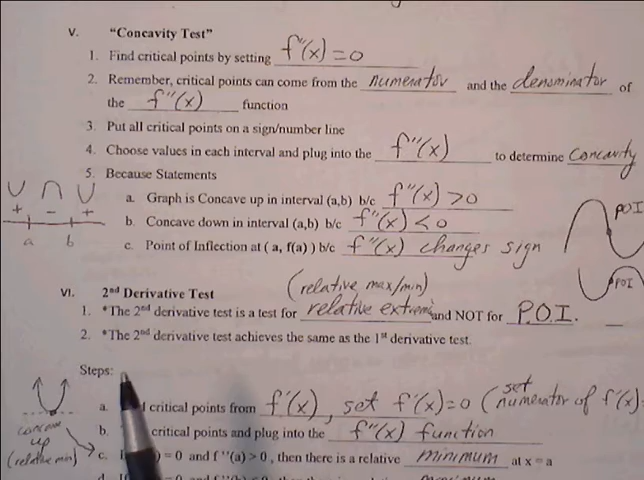 V. "Concavity Test"
1. Find critical points by setting f''(x) = 0
2. Remember, critical points can come from the numerator and the denominator of
the f''(x) function
3. Put all critical points on a sign/number line
4. Choose values in each interval and plug into the f''(x) to determine concavity
5. Because Statements
a. Graph is Concave up in interval (a,b) b/c f''(x) > 0
b. Concave down in interval (a,b) b/c f''(x) < 0
c. Point of Inflection at ( a, f(a) ) b/c f''(x) changes sign
+ - +
a b
POI
POI
VI. 2nd Derivative Test
(relative max/min)
1. *The 2nd derivative test is a test for relative extrema and NOT for P.O.I.
2. *The 2nd derivative test achieves the same as the 1st derivative test.
Steps:
a. critical points from f'(x), set f'(x)=0 (set numerator of f'(x)
b. critical points and plug into the f''(x) function
c. = 0 and f''(a) > 0, then there is a relative minimum at x = a
concave
up
(relative min)
d.